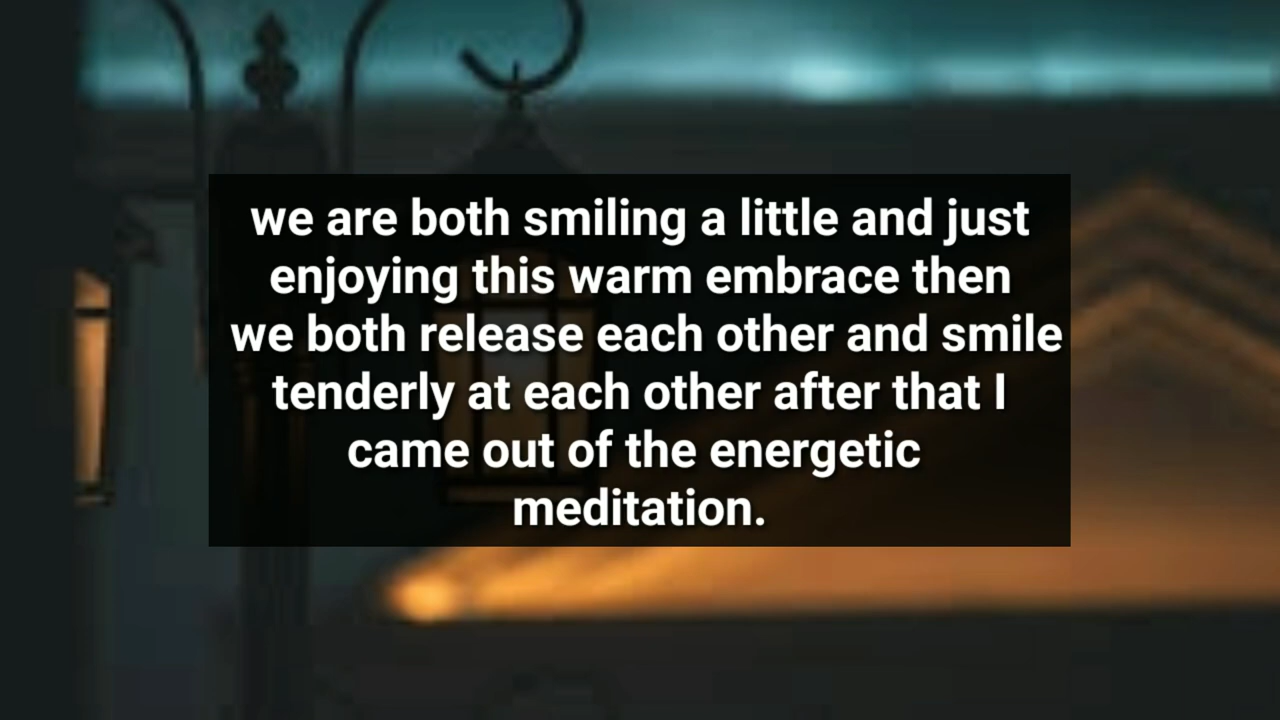 we are both smiling a little and just
enjoying this warm embrace then
we both release each other and smile
tenderly at each other after that I
came out of the energetic
meditation.